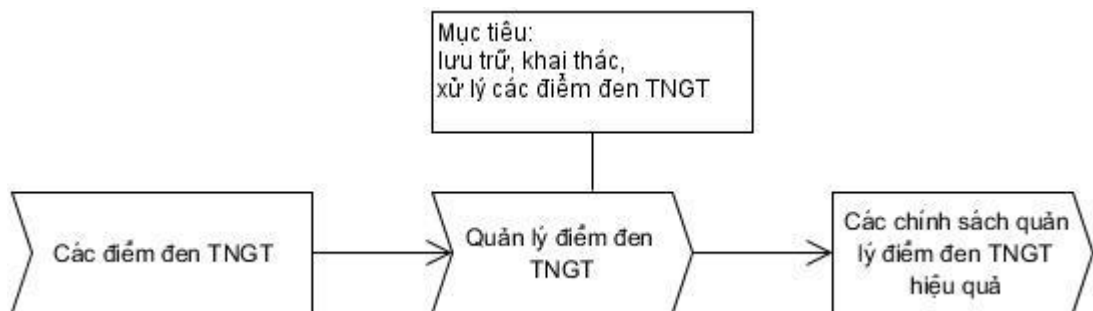 Mục tiêu:
lưu trữ, khai thác,
xử lý các điểm đen TNGT
Các điểm đen TNGT
Quản lý điểm đen
TNGT
Các chính sách quản
lý điểm đen TNGT
hiệu quả